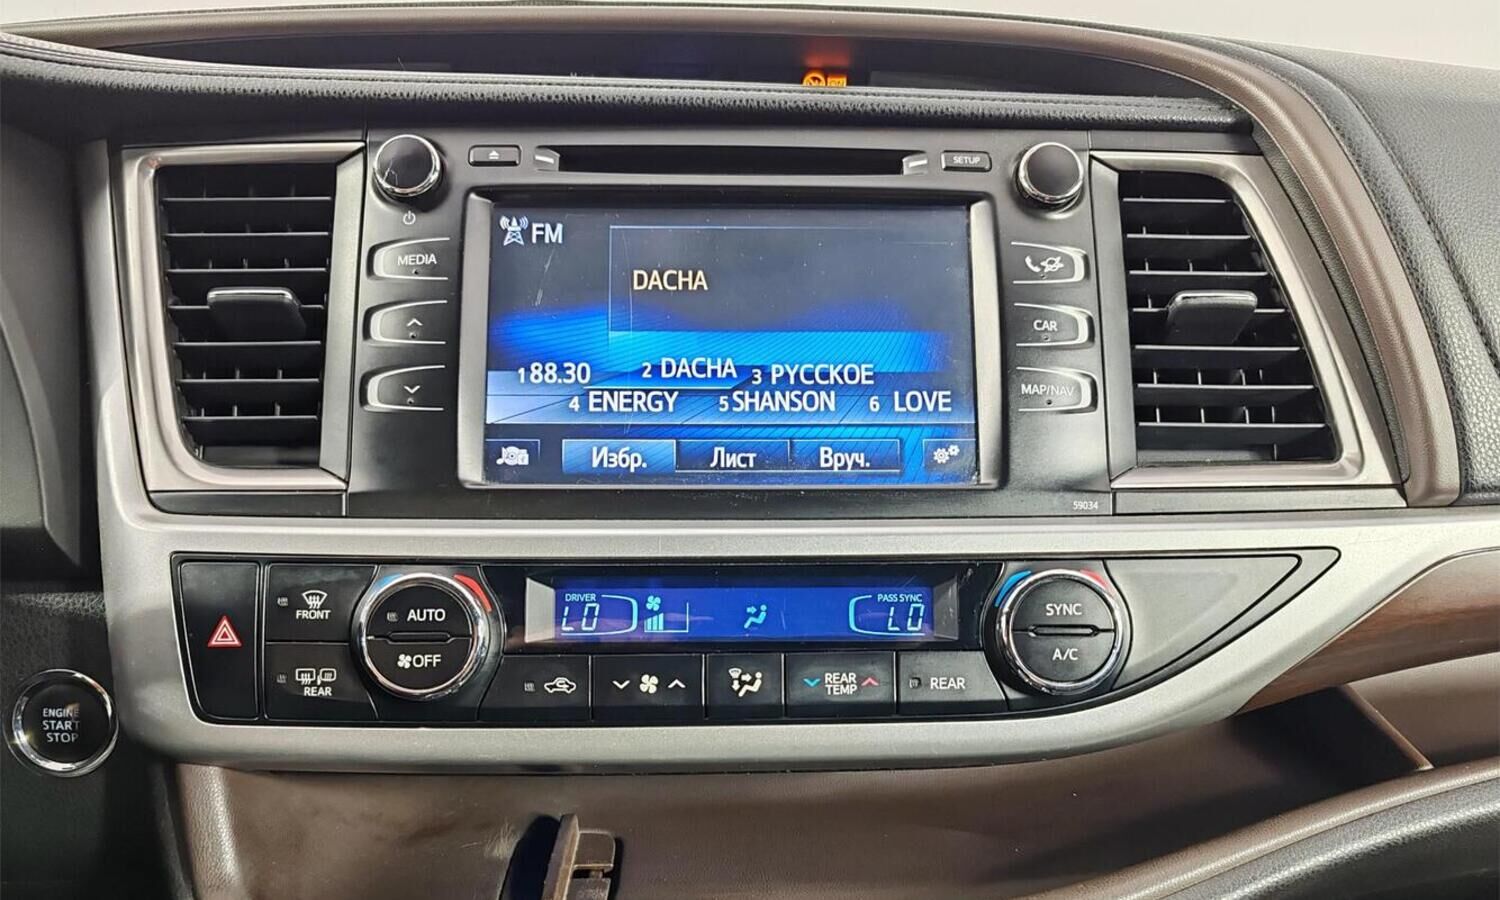 SETUP
FM
MEDIA
DACHA
CAR
MAP/NAV
1 88.30 2 DACHA 3 РУССКОЕ
4 ENERGY 5 SHANSON 6 LOVE
Избр. Лист Вруч.
59034
FRONT
AUTO
OFF
REAR
DRIVER
LO
PASS SYNC
LO
SYNC
A/C
REAR
TEMP
REAR
ENGINE
START
STOP